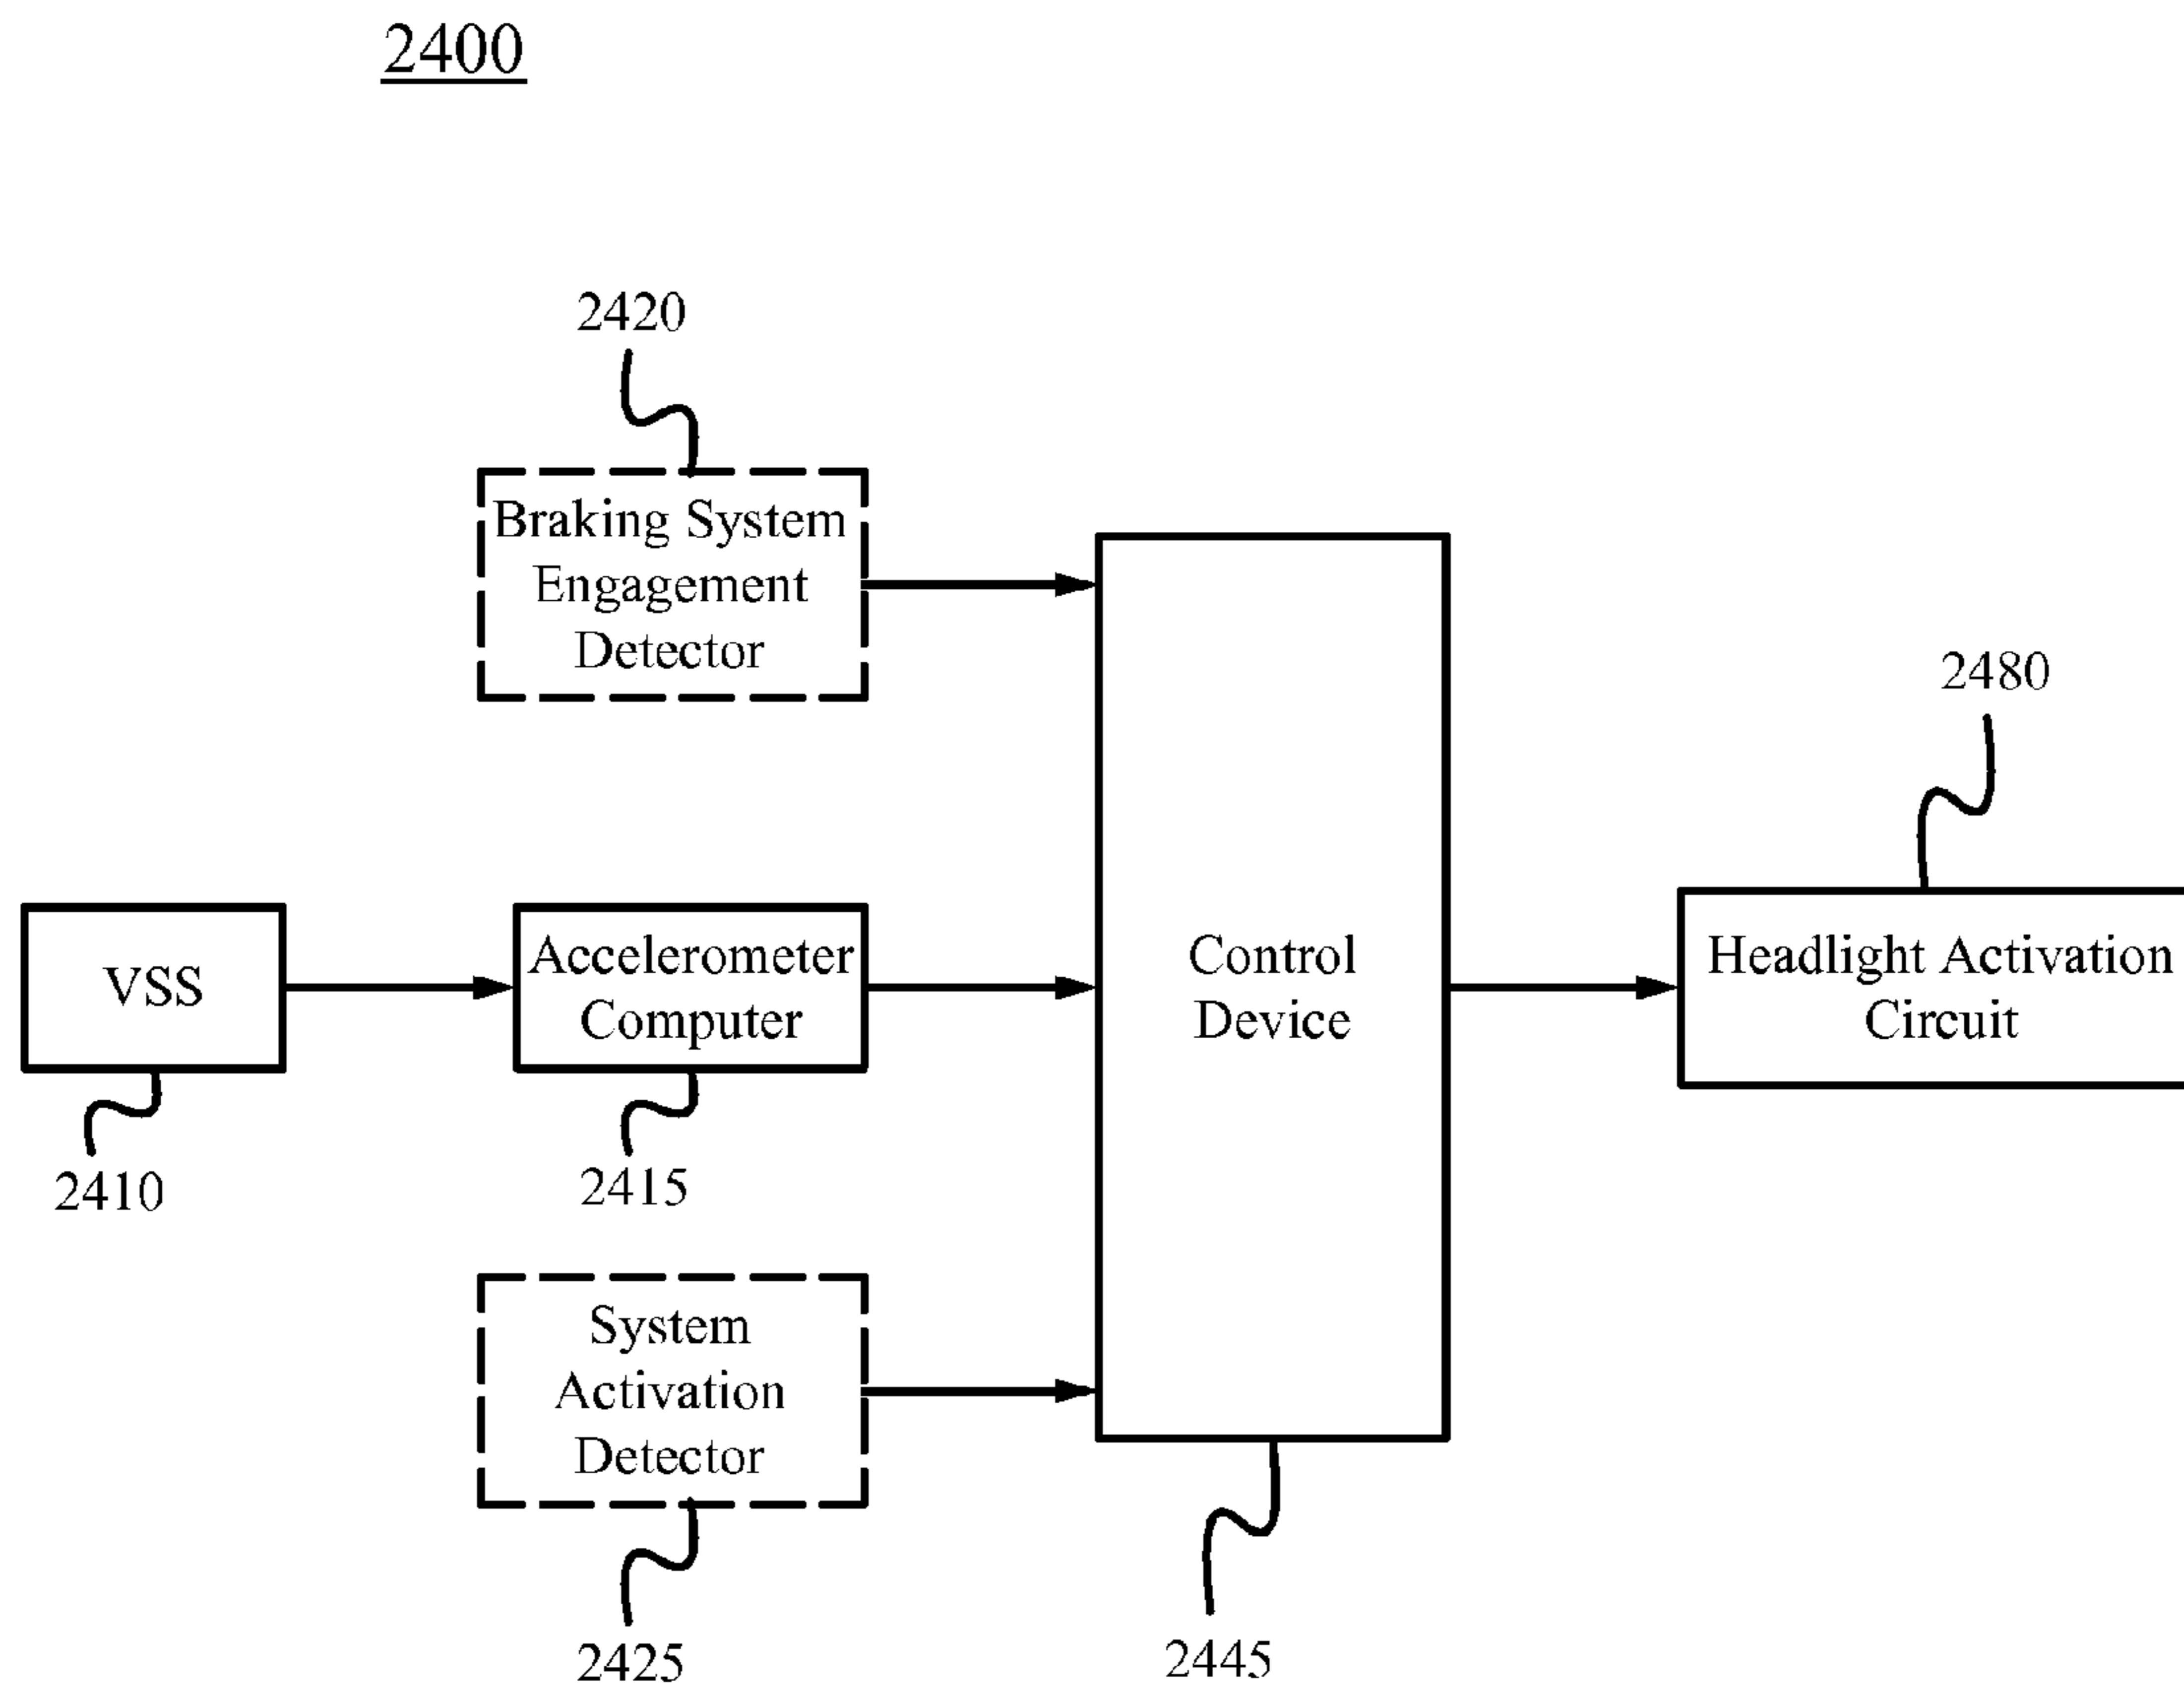 2400
2420
Braking System
Engagement
Detector
2480
VSS
Accelerometer
Computer
Control
Device
Headlight Activation
Circuit
2410
2415
System
Activation
Detector
2425
2445